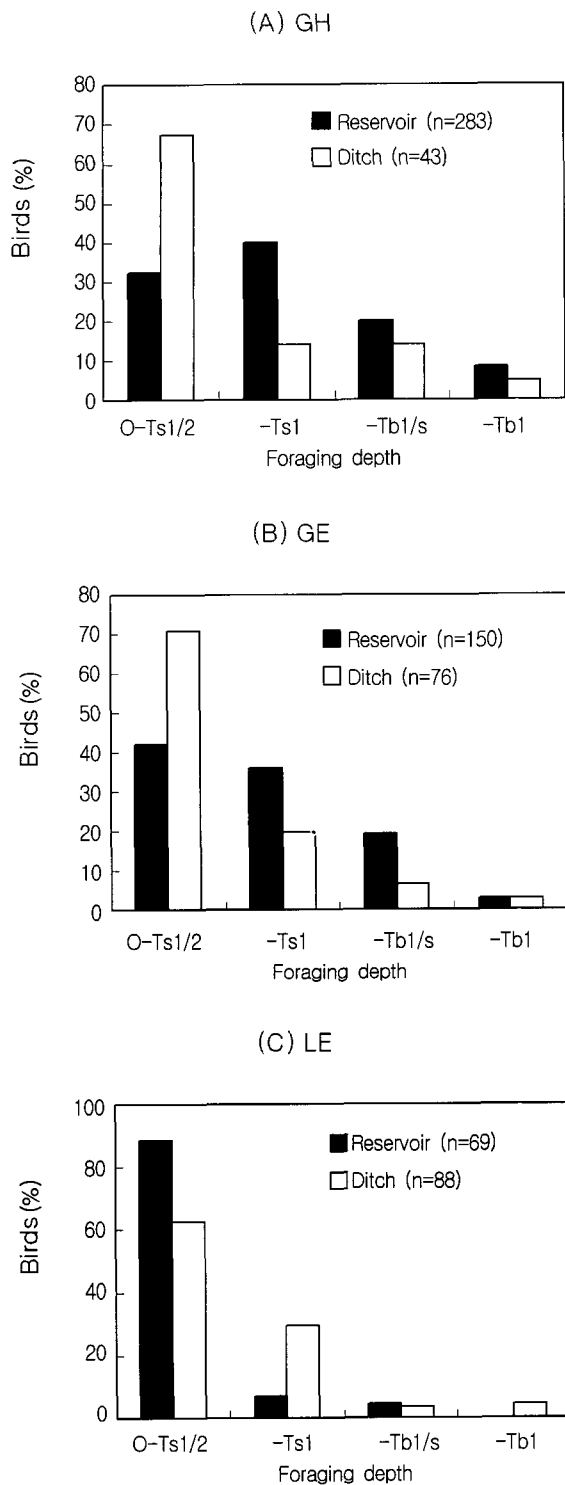 (A) GH
80
70
60
50
40
30
20
10
0
Birds (%)
Reservoir (n=283)
Ditch (n=43)
O-Ts1/2 -Ts1 -Tb1/s -Tb1
Foraging depth
(B) GE
80
70
60
50
40
30
20
10
0
Birds (%)
Reservoir (n=150)
Ditch (n=76)
O-Ts1/2 -Ts1 -Tb1/s -Tb1
Foraging depth
(C) LE
100
80
60
40
20
0
Birds (%)
Reservoir (n=69)
Ditch (n=88)
O-Ts1/2 -Ts1 -Tb1/s -Tb1
Foraging depth